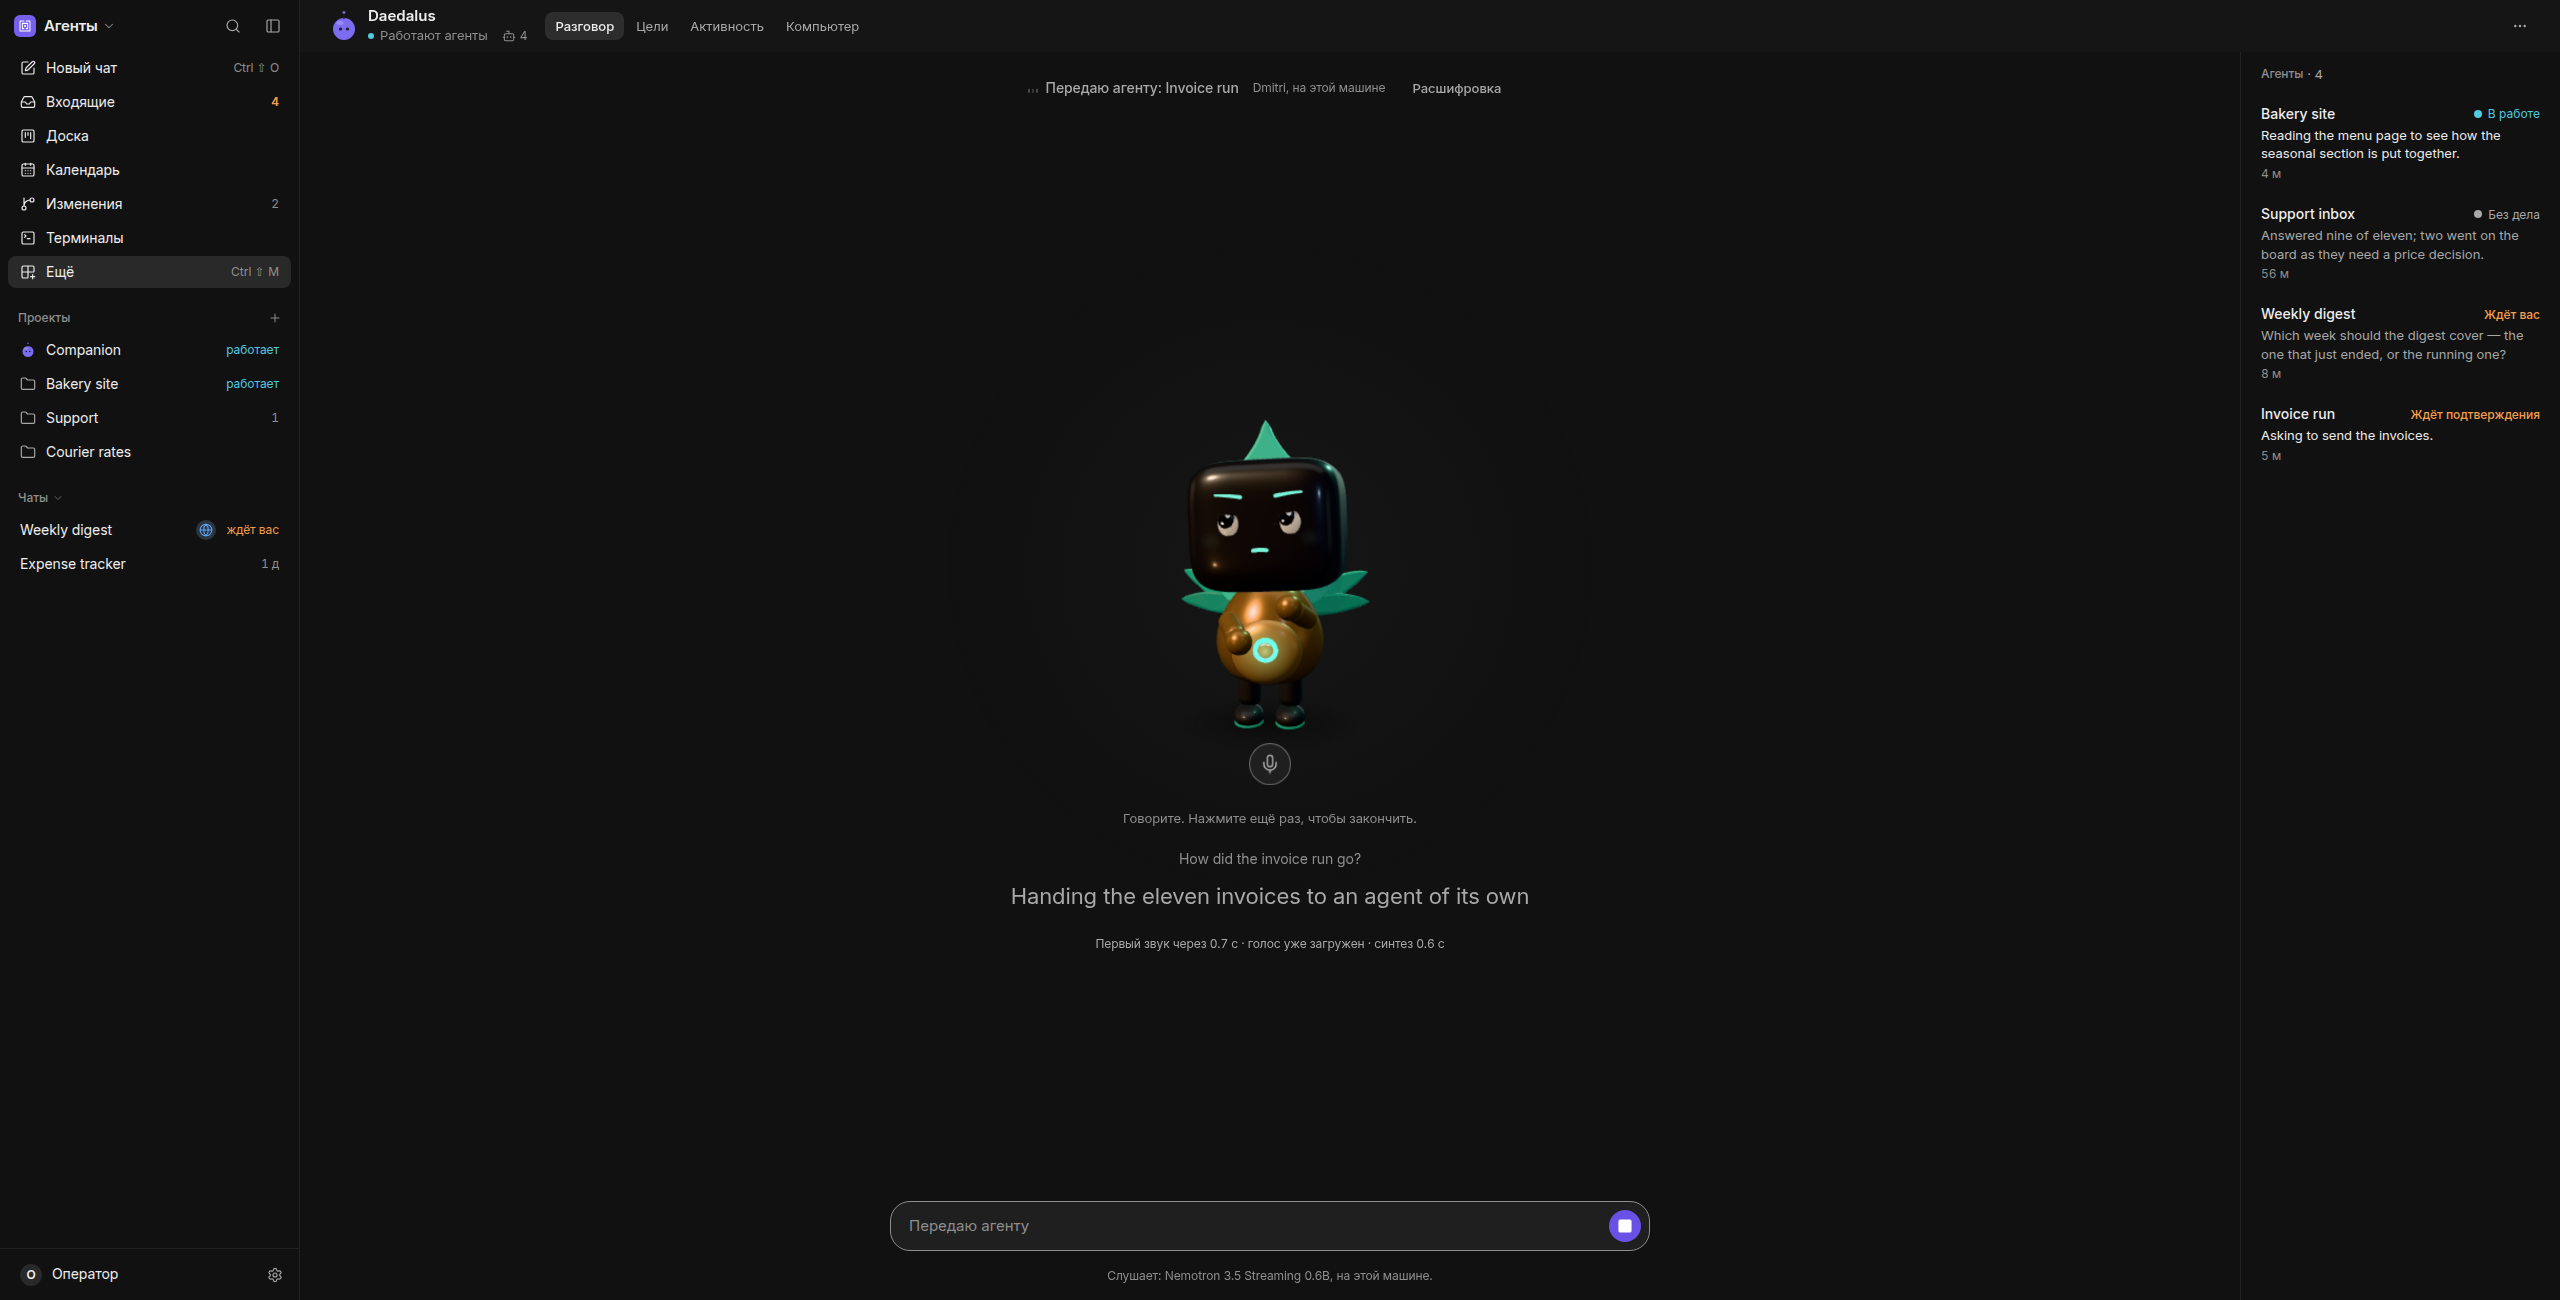 Агенты
Новый чат Ctrl ⇧ O
Входящие 4
Доска
Календарь
Изменения 2
Терминалы
Ещё Ctrl ⇧ M
Проекты
Companion работает
Bakery site работает
Support 1
Courier rates
Чаты
Weekly digest ждёт вас
Expense tracker 1 д
О Оператор
Daedalus
Работают агенты 4
Разговор Цели Активность Компьютер
Передаю агенту: Invoice run Dmitri, на этой машине Расшифровка
Говорите. Нажмите ещё раз, чтобы закончить.
How did the invoice run go?
Handing the eleven invoices to an agent of its own
Первый звук через 0.7 с · голос уже загружен · синтез 0.6 с
Передаю агенту
Слушает: Nemotron 3.5 Streaming 0.6B, на этой машине.
Агенты · 4
Bakery site В работе
Reading the menu page to see how the
seasonal section is put together.
4 м
Support inbox Без дела
Answered nine of eleven; two went on the
board as they need a price decision.
56 м
Weekly digest Ждёт вас
Which week should the digest cover — the
one that just ended, or the running one?
8 м
Invoice run Ждёт подтверждения
Asking to send the invoices.
5 м